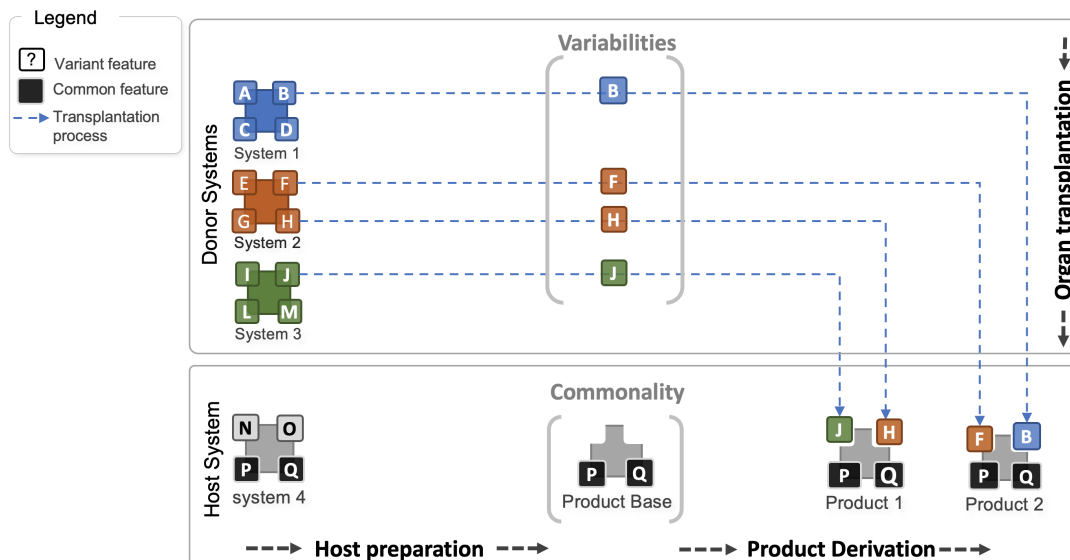 Legend
?
Variant feature
Common feature
Transplantation
process
Variabilities
Donor Systems
A B
C D
System 1
B
E F
G H
System 2
F
H
I J
L M
System 3
J
Organ transplantation
Host System
N O
P Q
system 4
Commonality
P Q
Product Base
J H
P Q
Product 1
F B
P Q
Product 2
Host preparation
Product Derivation